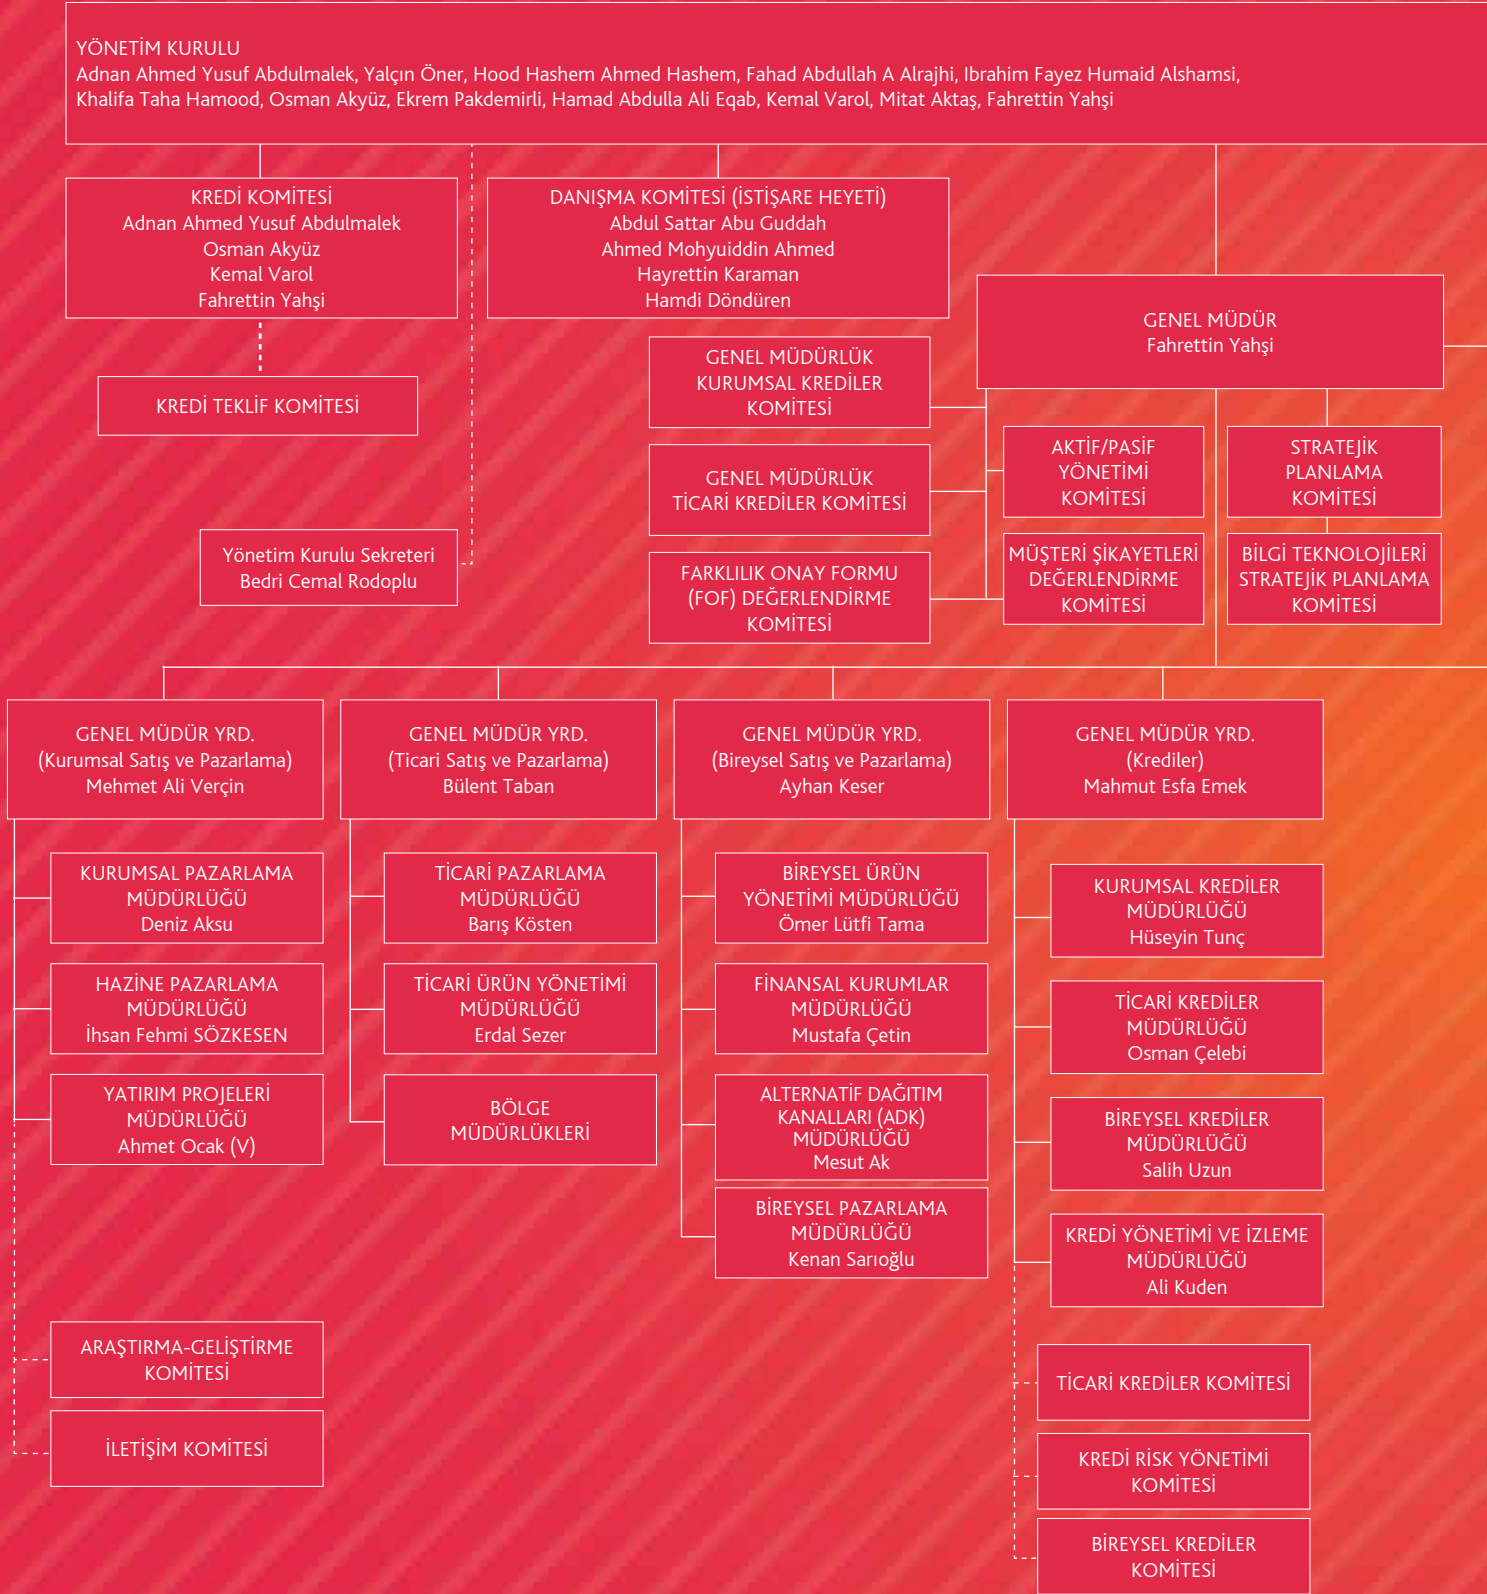 YÖNETİM KURULU
Adnan Ahmed Yusuf Abdulmalek, Yalçın Öner, Hood Hashem Ahmed Hashem, Fahad Abdullah A Alrajhi, Ibrahim Fayez Humaid Alshamsi,
Khalifa Taha Hamood, Osman Akyüz, Ekrem Pakdemirli, Hamad Abdulla Ali Eqab, Kemal Varol, Mitat Aktaş, Fahrettin Yahşi
KREDİ KOMİTESİ
Adnan Ahmed Yusuf Abdulmalek
Osman Akyüz
Kemal Varol
Fahrettin Yahşi
DANIŞMA KOMİTESİ (İSTİŞARE HEYETİ)
Abdul Sattar Abu Guddah
Ahmed Mohyuiddin Ahmed
Hayrettin Karaman
Hamdi Döndüren
GENEL MÜDÜR
Fahrettin Yahşi
KREDİ TEKLİF KOMİTESİ
GENEL MÜDÜRLÜK
KURUMSAL KREDİLER
KOMİTESİ
GENEL MÜDÜRLÜK
TİCARİ KREDİLER KOMİTESİ
FARKLILIK ONAY FORMU
(FOF) DEĞERLENDİRME
KOMİTESİ
AKTİF/PASİF
YÖNETİMİ
KOMİTESİ
STRATEJİK
PLANLAMA
KOMİTESİ
MÜŞTERİ ŞİKAYETLERİ
DEĞERLENDİRME
KOMİTESİ
BİLGİ TEKNOLOJİLERİ
STRATEJİK PLANLAMA
KOMİTESİ
Yönetim Kurulu Sekreteri
Bedri Cemal Rodoplu
GENEL MÜDÜR YRD.
(Kurumsal Satış ve Pazarlama)
Mehmet Ali Verçin
KURUMSAL PAZARLAMA
MÜDÜRLÜĞÜ
Deniz Aksu
HAZİNE PAZARLAMA
MÜDÜRLÜĞÜ
İhsan Fehmi SÖZKESEN
YATIRIM PROJELERİ
MÜDÜRLÜĞÜ
Ahmet Ocak (V)
ARAŞTIRMA-GELİŞTİRME
KOMİTESİ
İLETİŞİM KOMİTESİ
GENEL MÜDÜR YRD.
(Ticari Satış ve Pazarlama)
Bülent Taban
TİCARİ PAZARLAMA
MÜDÜRLÜĞÜ
Barış Kösten
TİCARİ ÜRÜN YÖNETİMİ
MÜDÜRLÜĞÜ
Erdal Sezer
BÖLGE
MÜDÜRLÜKLERİ
GENEL MÜDÜR YRD.
(Bireysel Satış ve Pazarlama)
Ayhan Keser
BİREYSEL ÜRÜN
YÖNETİMİ MÜDÜRLÜĞÜ
Ömer Lütfi Tama
FİNANSAL KURUMLAR
MÜDÜRLÜĞÜ
Mustafa Çetin
ALTERNATİF DAĞITIM
KANALLARI (ADK)
MÜDÜRLÜĞÜ
Mesut Ak
BİREYSEL PAZARLAMA
MÜDÜRLÜĞÜ
Kenan Sarıoğlu
GENEL MÜDÜR YRD.
(Krediler)
Mahmut Esfa Emek
KURUMSAL KREDİLER
MÜDÜRLÜĞÜ
Hüseyin Tunç
TİCARİ KREDİLER
MÜDÜRLÜĞÜ
Osman Çelebi
BİREYSEL KREDİLER
MÜDÜRLÜĞÜ
Salih Uzun
KREDİ YÖNETİMİ VE İZLEME
MÜDÜRLÜĞÜ
Ali Kuden
TİCARİ KREDİLER KOMİTESİ
KREDİ RİSK YÖNETİMİ
KOMİTESİ
BİREYSEL KREDİLER
KOMİTESİ